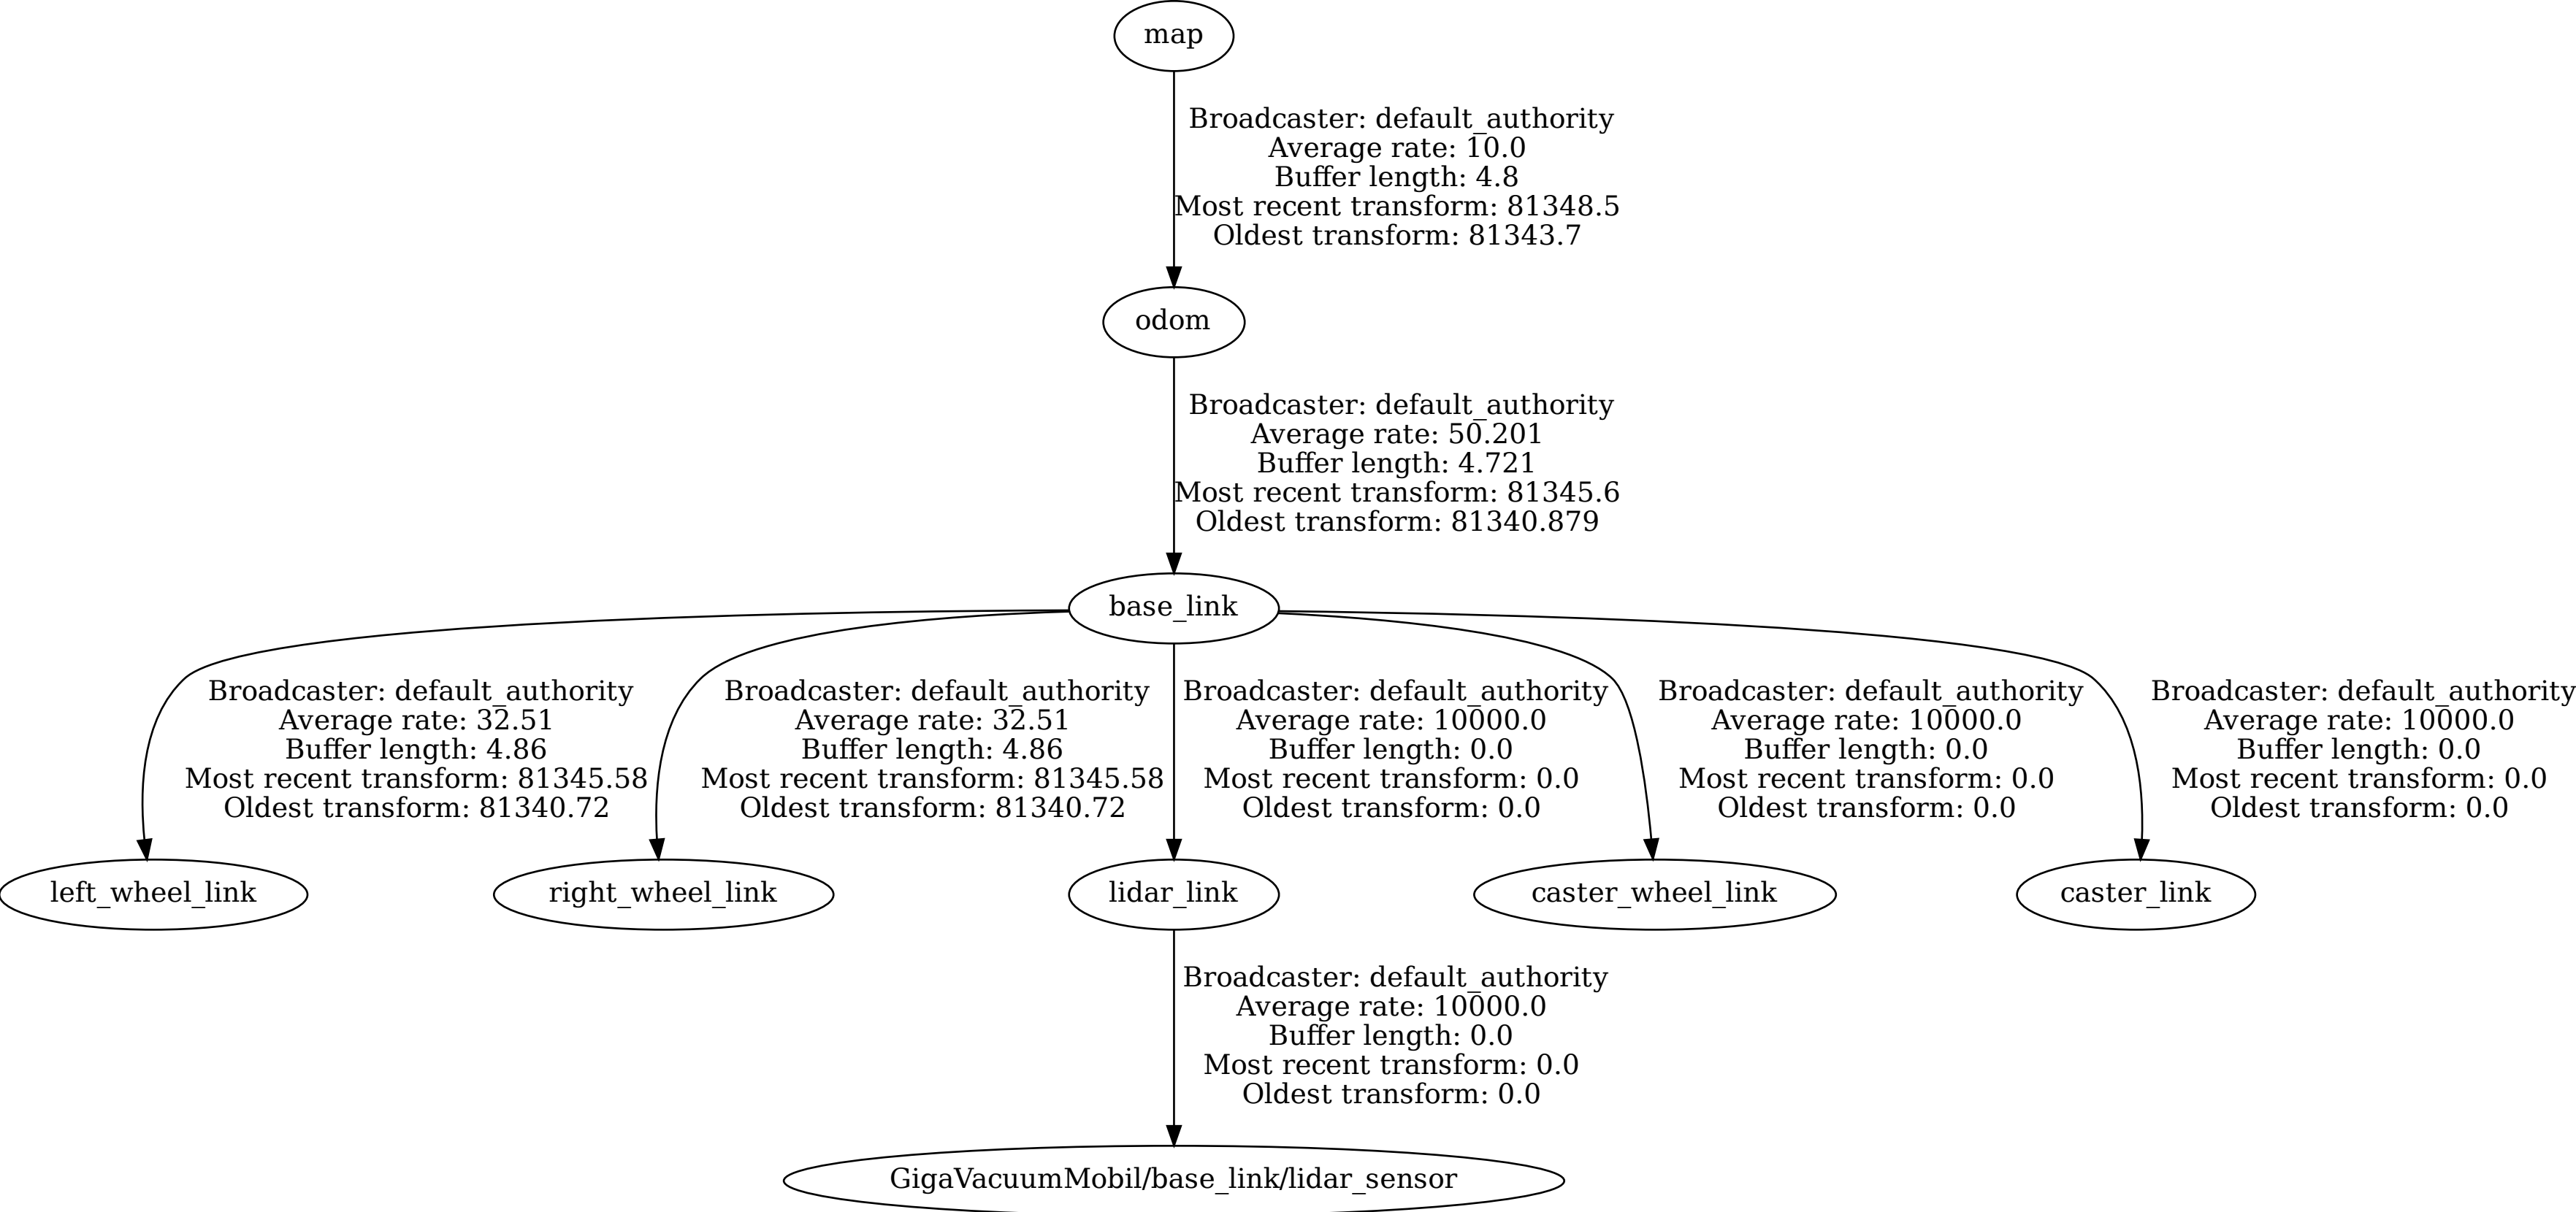 map
Broadcaster: default_authority
Average rate: 10.0
Buffer length: 4.8
Most recent transform: 81348.5
Oldest transform: 81343.7
odom
Broadcaster: default_authority
Average rate: 50.201
Buffer length: 4.721
Most recent transform: 81345.6
Oldest transform: 81340.879
base_link
Broadcaster: default_authority
Average rate: 32.51
Buffer length: 4.86
Most recent transform: 81345.58
Oldest transform: 81340.72
Broadcaster: default_authority
Average rate: 32.51
Buffer length: 4.86
Most recent transform: 81345.58
Oldest transform: 81340.72
Broadcaster: default_authority
Average rate: 10000.0
Buffer length: 0.0
Most recent transform: 0.0
Oldest transform: 0.0
Broadcaster: default_authority
Average rate: 10000.0
Buffer length: 0.0
Most recent transform: 0.0
Oldest transform: 0.0
Broadcaster: default_authority
Average rate: 10000.0
Buffer length: 0.0
Most recent transform: 0.0
Oldest transform: 0.0
left_wheel_link
right_wheel_link
lidar_link
caster_wheel_link
caster_link
Broadcaster: default_authority
Average rate: 10000.0
Buffer length: 0.0
Most recent transform: 0.0
Oldest transform: 0.0
GigaVacuumMobil/base_link/lidar_sensor